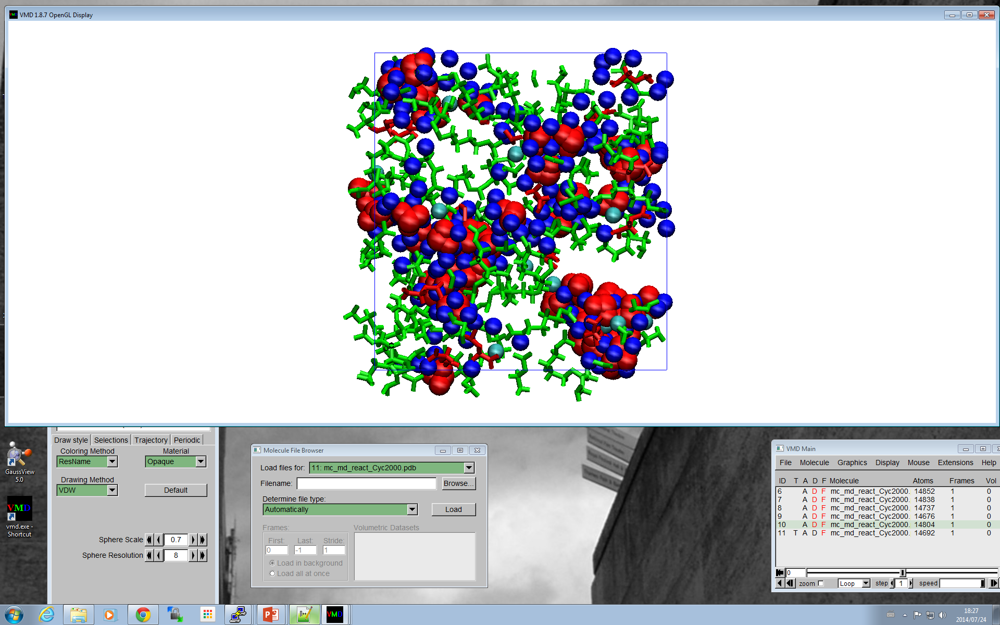 VMD 1.8.7 OpenGL Display
Draw style Selections Trajectory Periodic
Coloring Method Material
ResName Opaque
Drawing Method
VDW Default
Sphere Scale 0.7
Sphere Resolution 8
GaussView
5.0
VMD
vmd.exe -
Shortcut
Molecule File Browser
Load files for: 11: mc_md_react_Cyc2000.pdb
Filename: Browse...
Determine file type:
Automatically Load
Frames: Volumetric Datasets
First: Last: Stride:
0 -1 1
Load in background
Load all at once
VMD Main
File Molecule Graphics Display Mouse Extensions Help
ID T A D F Molecule Atoms Frames Vol
6 A D F mc_md_react_Cyc2000. 14852 1 0
7 A D F mc_md_react_Cyc2000. 14838 1 0
8 A D F mc_md_react_Cyc2000. 14737 1 0
9 A D F mc_md_react_Cyc2000. 14676 1 0
10 A D F mc_md_react_Cyc2000. 14804 1 0
11 T A D F mc_md_react_Cyc2000. 14692 1 0
0
zoom Loop step 1 speed
VMD
18:27
2014/07/24